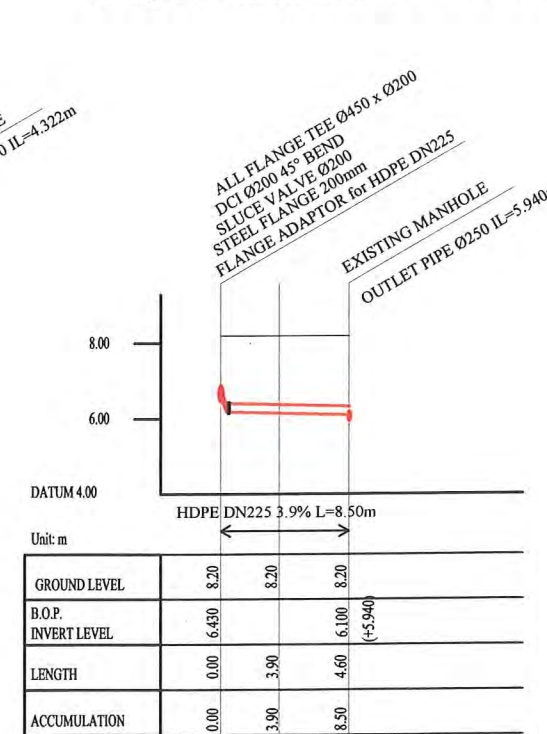 0 IL=4.322m
ALL FLANGE TEE Ø450 x Ø200
DCI Ø200 45° BEND
SLUCE VALVE Ø200
STEEL FLANGE 200mm
FLANGE ADAPTOR for HDPE DN225
EXISTING MANHOLE
OUTLET PIPE Ø250 IL=5.940
8.00
6.00
DATUM 4.00
HDPE DN225 3.9% L=8.50m
Unit: m
GROUND LEVEL 8.20 8.20 8.20
B.O.P.
INVERT LEVEL 6.430 6.100 (+5.940)
LENGTH 0.00 3.90 4.60
ACCUMULATION 0.00 3.90 8.50